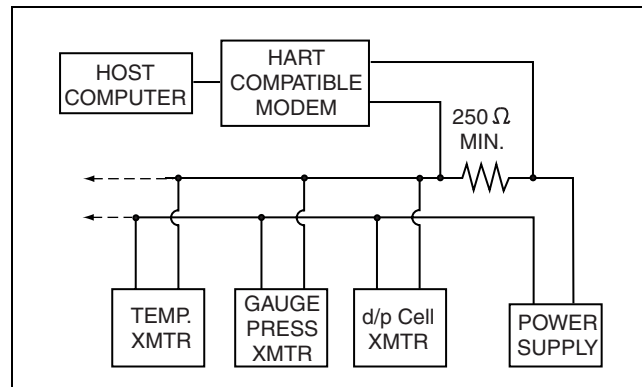 HOST
COMPUTER
HART
COMPATIBLE
MODEM
250 Ω
MIN.
TEMP.
XMTR
GAUGE
PRESS
XMTR
d/p Cell
XMTR
POWER
SUPPLY